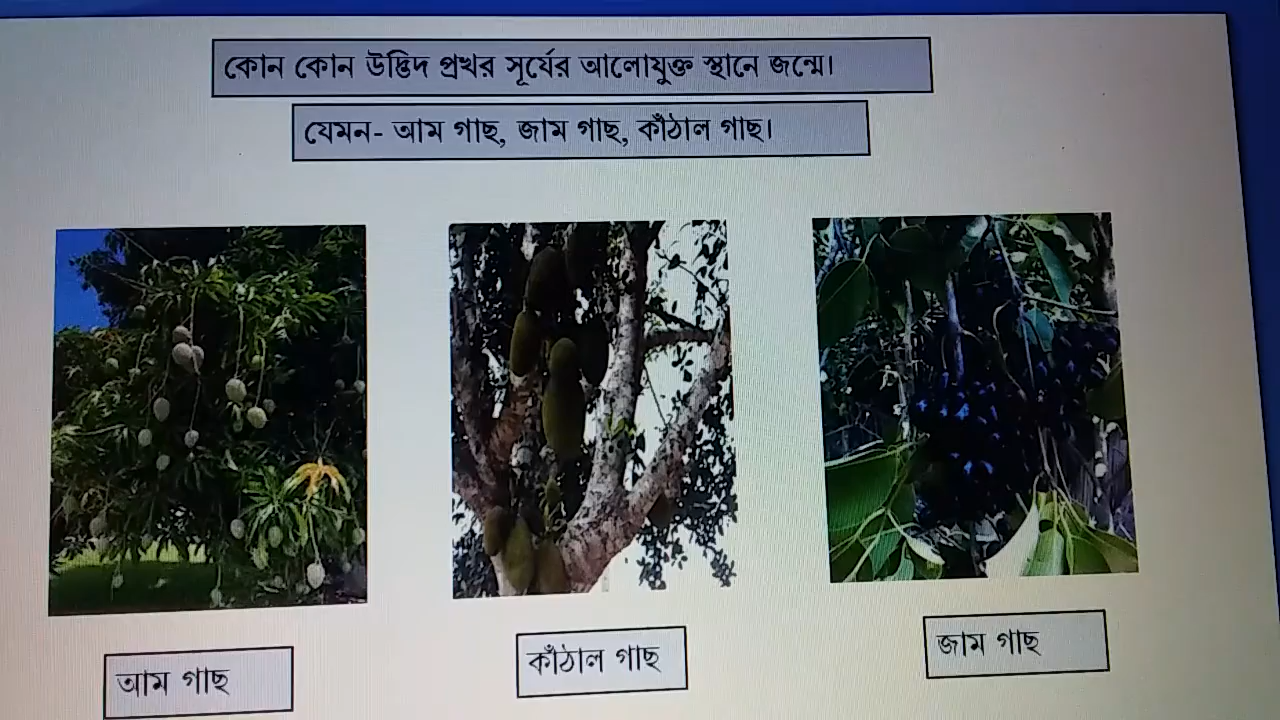 কোন কোন উদ্ভিদ প্রখর সূর্যের আলোযুক্ত স্থানে জন্মে।
যেমন- আম গাছ, জাম গাছ, কাঁঠাল গাছ।
আম গাছ
কাঁঠাল গাছ
জাম গাছ